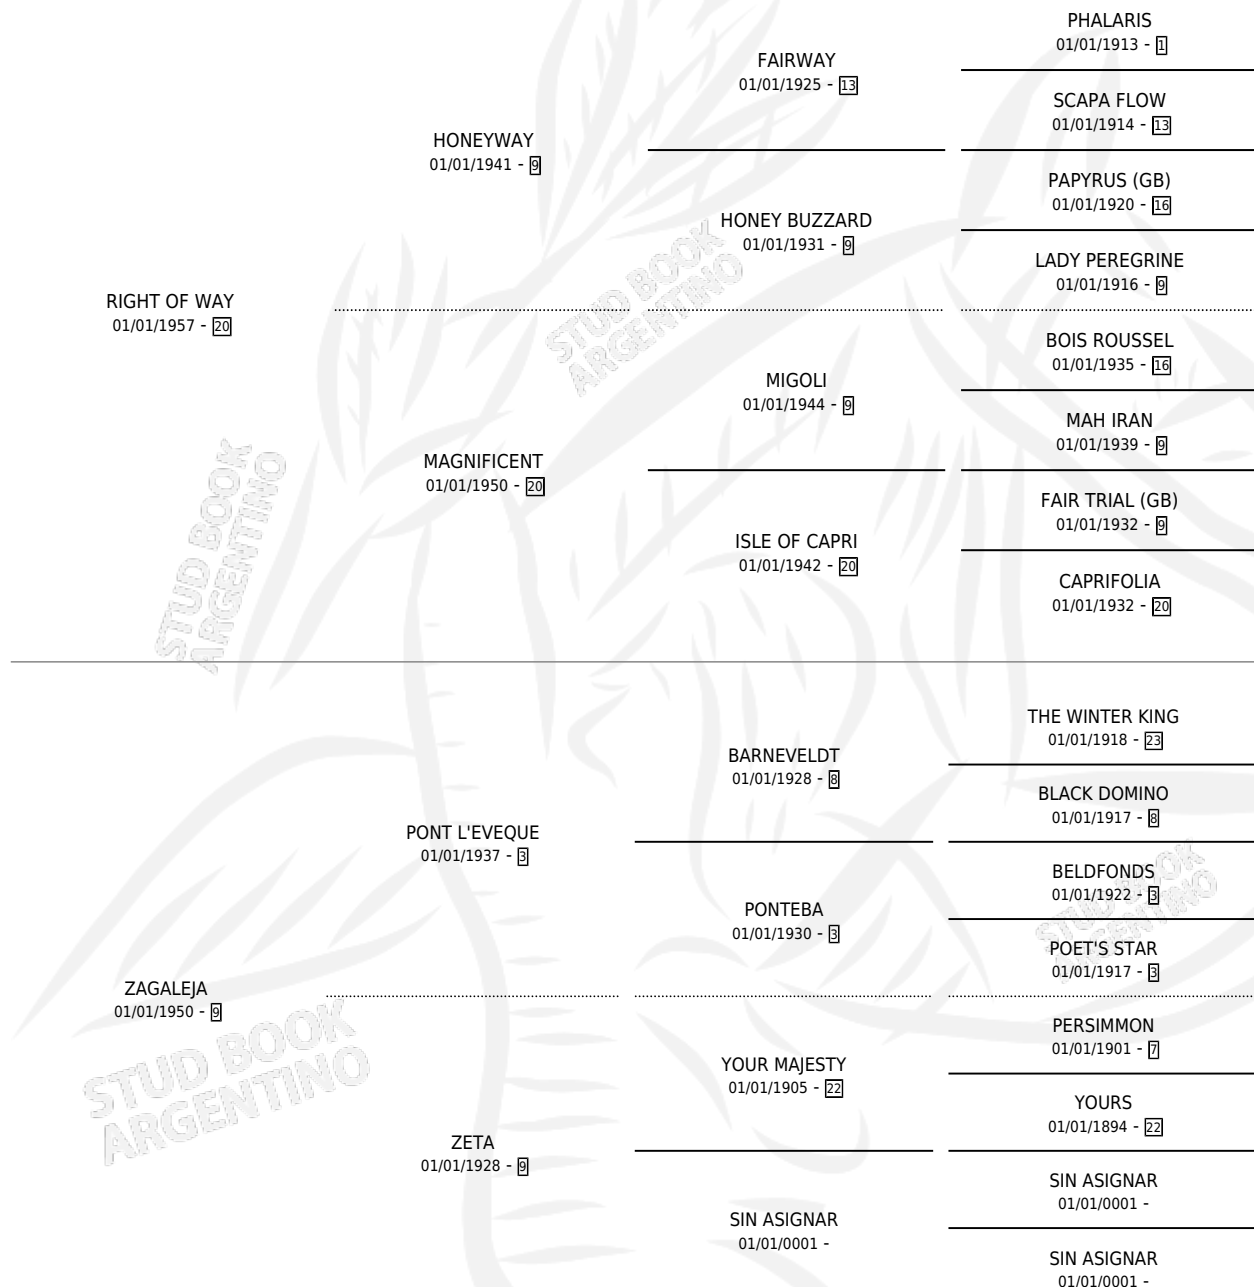 PHALARIS
01/01/1913 - 1
FAIRWAY
01/01/1925 - 13
SCAPA FLOW
01/01/1914 - 13
HONEYWAY
01/01/1941 - 9
PAPYRUS (GB)
01/01/1920 - 16
HONEY BUZZARD
01/01/1931 - 9
LADY PEREGRINE
01/01/1916 - 9
RIGHT OF WAY
01/01/1957 - 20
BOIS ROUSSEL
01/01/1935 - 16
MIGOLI
01/01/1944 - 9
MAH IRAN
01/01/1939 - 9
MAGNIFICENT
01/01/1950 - 20
FAIR TRIAL (GB)
01/01/1932 - 9
ISLE OF CAPRI
01/01/1942 - 20
CAPRIFOLIA
01/01/1932 - 20
THE WINTER KING
01/01/1918 - 23
BARNEVELDT
01/01/1928 - 8
BLACK DOMINO
01/01/1917 - 8
PONT L'EVEQUE
01/01/1937 - 3
BELDFONDS
01/01/1922 - 3
PONTEBA
01/01/1930 - 3
POET'S STAR
01/01/1917 - 3
ZAGALEJA
01/01/1950 - 9
PERSIMMON
01/01/1901 - 7
YOUR MAJESTY
01/01/1905 - 22
YOURS
01/01/1894 - 22
ZETA
01/01/1928 - 9
SIN ASIGNAR
01/01/0001 -
SIN ASIGNAR
01/01/0001 -
SIN ASIGNAR
01/01/0001 -
STUD BOOK
ARGENTINO
STUD BOOK
ARGENTINO
STUD BOOK
ARGENTINO
STUD BOOK
ARGENTINO